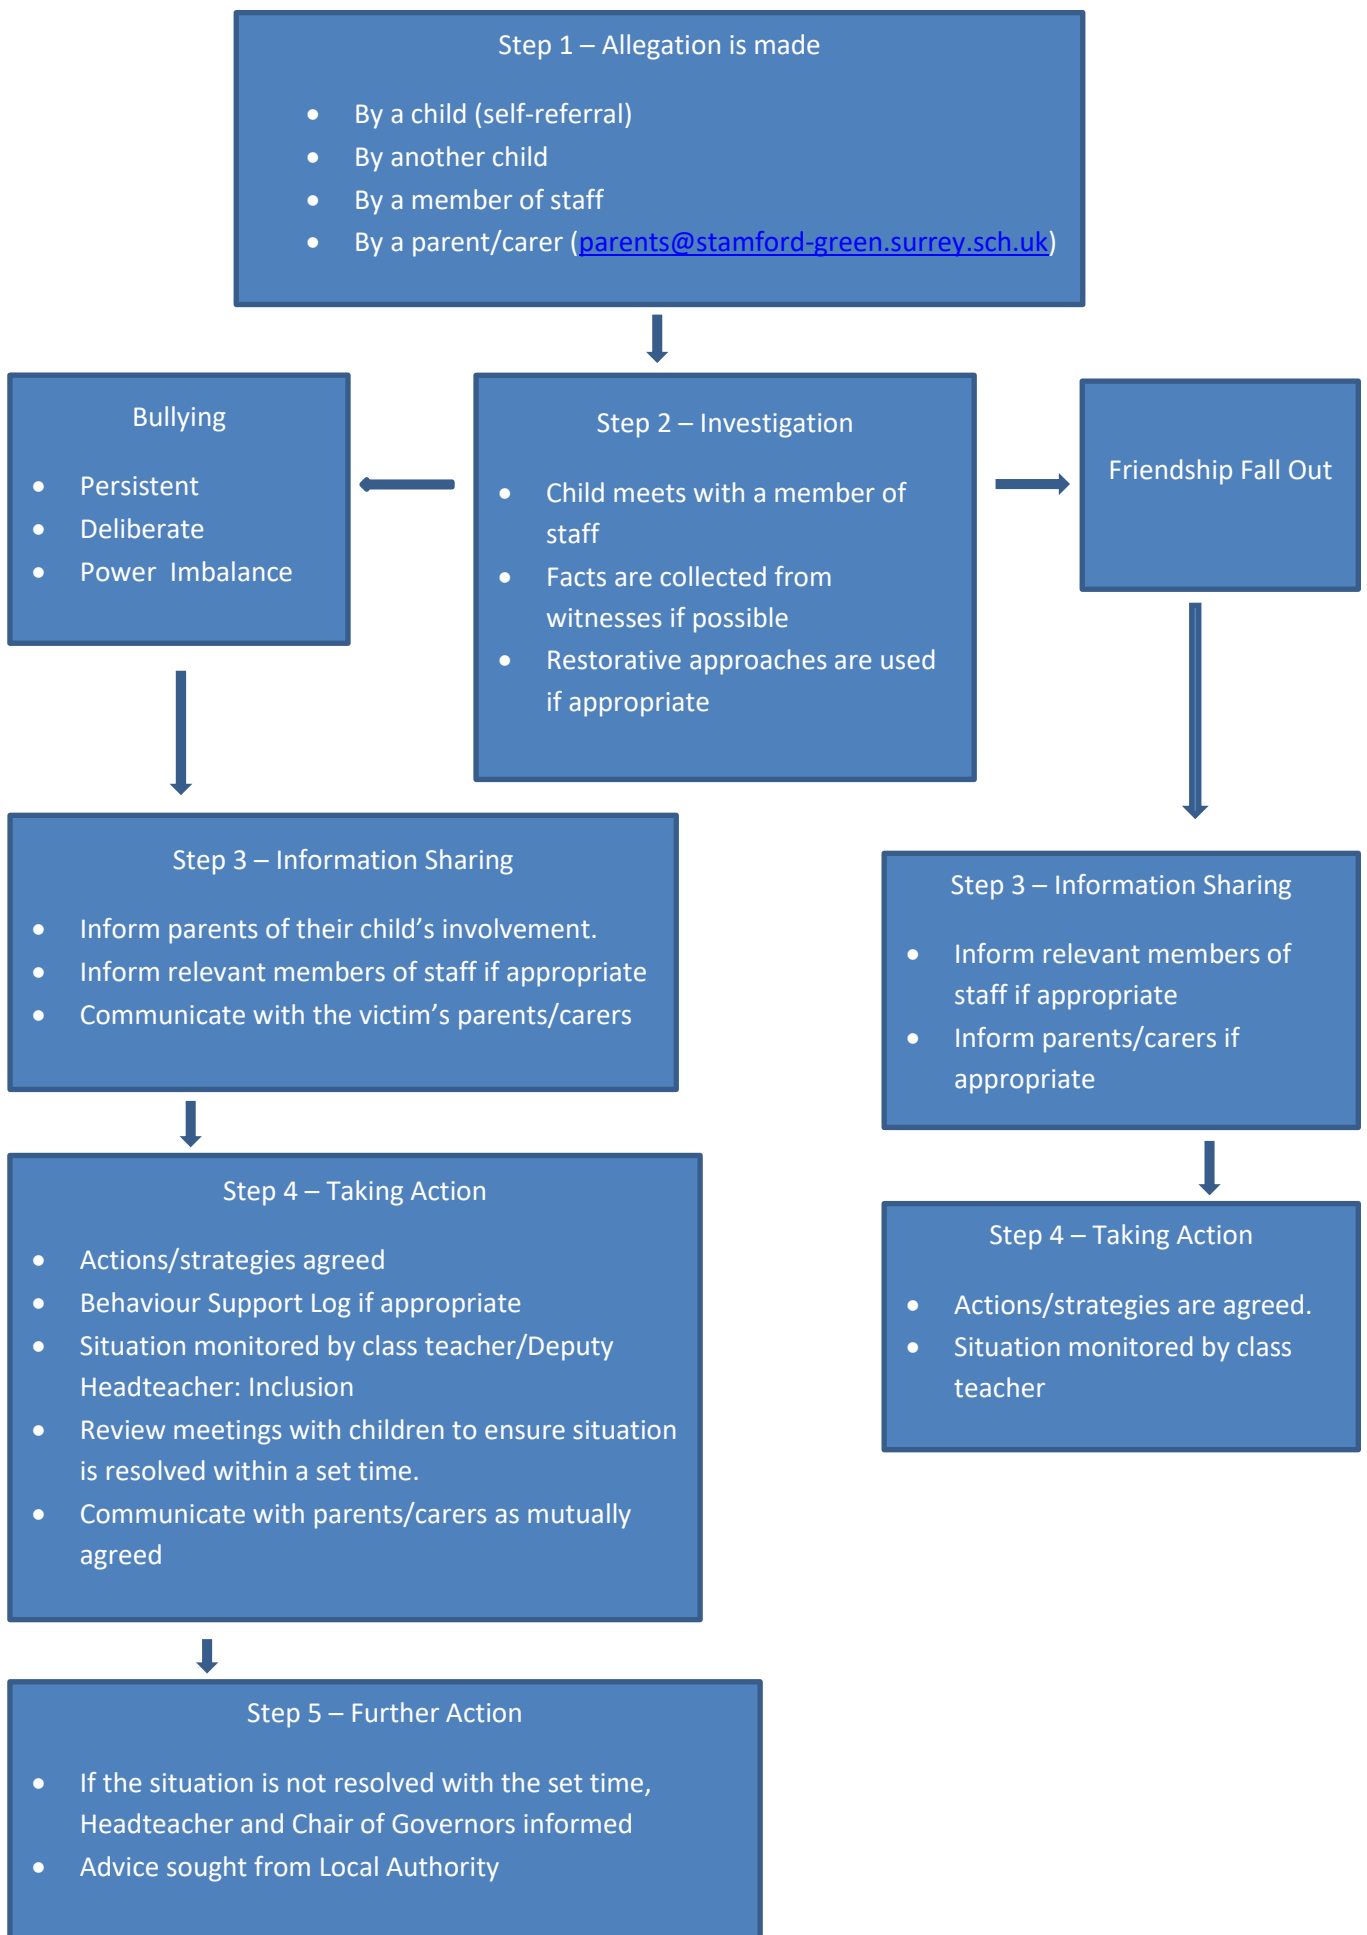 Step 1 – Allegation is made
• By a child (self-referral)
• By another child
• By a member of staff
• By a parent/carer (parents@stamford-green.surrey.sch.uk)
Bullying
• Persistent
• Deliberate
• Power  Imbalance
Step 2 – Investigation
• Child meets with a member of
staff
• Facts are collected from
witnesses if possible
• Restorative approaches are used
if appropriate
Friendship Fall Out
Step 3 – Information Sharing
• Inform parents of their child’s involvement.
• Inform relevant members of staff if appropriate
• Communicate with the victim’s parents/carers
Step 3 – Information Sharing
• Inform relevant members of
staff if appropriate
• Inform parents/carers if
appropriate
Step 4 – Taking Action
• Actions/strategies agreed
• Behaviour Support Log if appropriate
• Situation monitored by class teacher/Deputy
Headteacher: Inclusion
• Review meetings with children to ensure situation
is resolved within a set time.
• Communicate with parents/carers as mutually
agreed
Step 4 – Taking Action
• Actions/strategies are agreed.
• Situation monitored by class
teacher
Step 5 – Further Action
• If the situation is not resolved with the set time,
Headteacher and Chair of Governors informed
• Advice sought from Local Authority